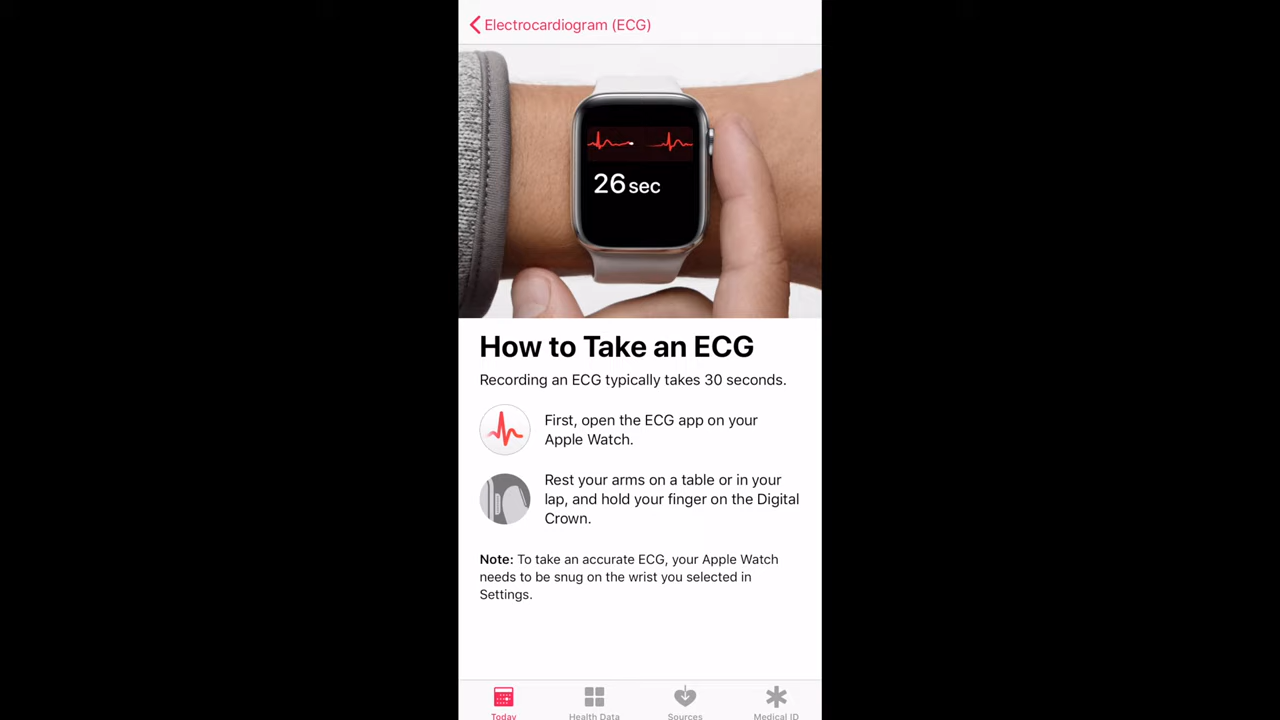 Electrocardiogram (ECG)
26 sec
How to Take an ECG
Recording an ECG typically takes 30 seconds.
First, open the ECG app on your
Apple Watch.
Rest your arms on a table or in your
lap, and hold your finger on the Digital
Crown.
Note: To take an accurate ECG, your Apple Watch
needs to be snug on the wrist you selected in
Settings.
Today Health Data Sources Medical ID